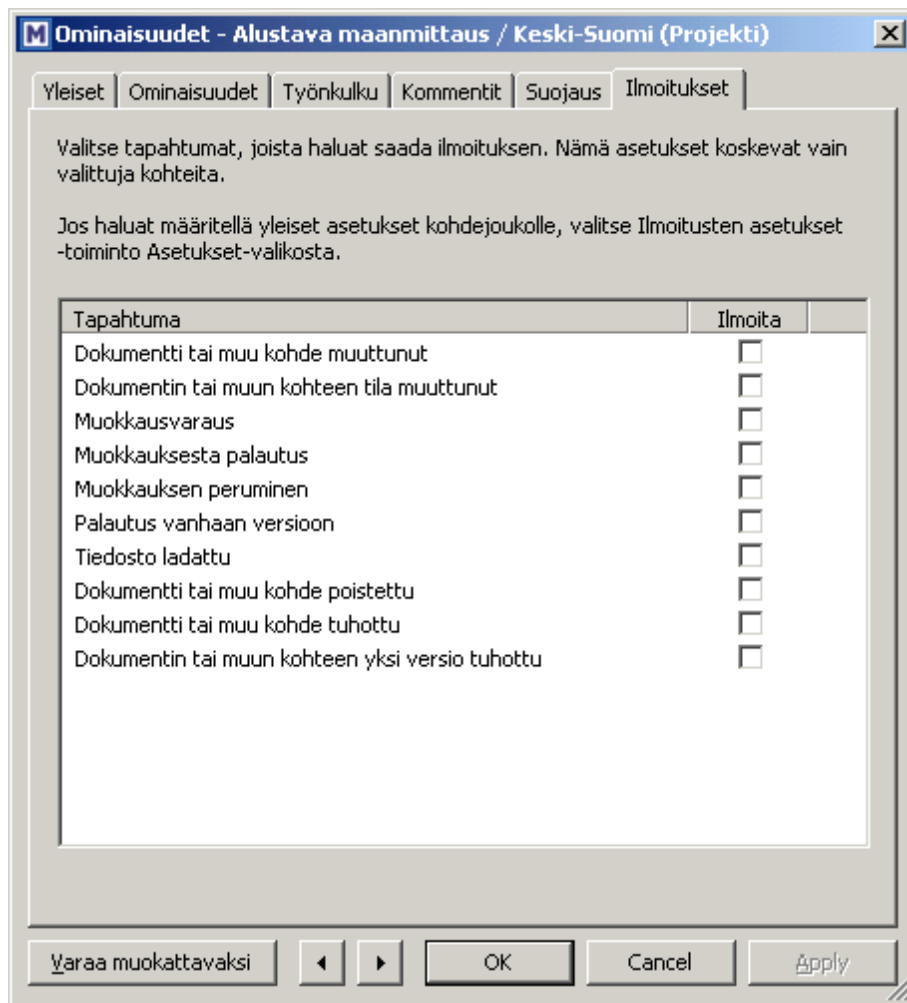 M Ominaisuudet - Alustava maanmittaus / Keski-Suomi (Projekti)
Yleiset Ominaisuudet Työnkulku Kommentit Suojaus Ilmoitukset
Valitse tapahtumat, joista haluat saada ilmoituksen. Nämä asetukset koskevat vain
valittuja kohteita.
Jos haluat määritellä yleiset asetukset kohdejoukolle, valitse Ilmoitusten asetukset
-toiminto Asetukset-valikosta.
Tapahtuma Ilmoita
Dokumentti tai muu kohde muuttunut
Dokumentin tai muun kohteen tila muuttunut
Muokkausvaraus
Muokkauksesta palautus
Muokkauksen peruminen
Palautus vanhaan versioon
Tiedosto ladattu
Dokumentti tai muu kohde poistettu
Dokumentti tai muu kohde tuhottu
Dokumentin tai muun kohteen yksi versio tuhottu
Varaa muokattavaksi OK Cancel Apply